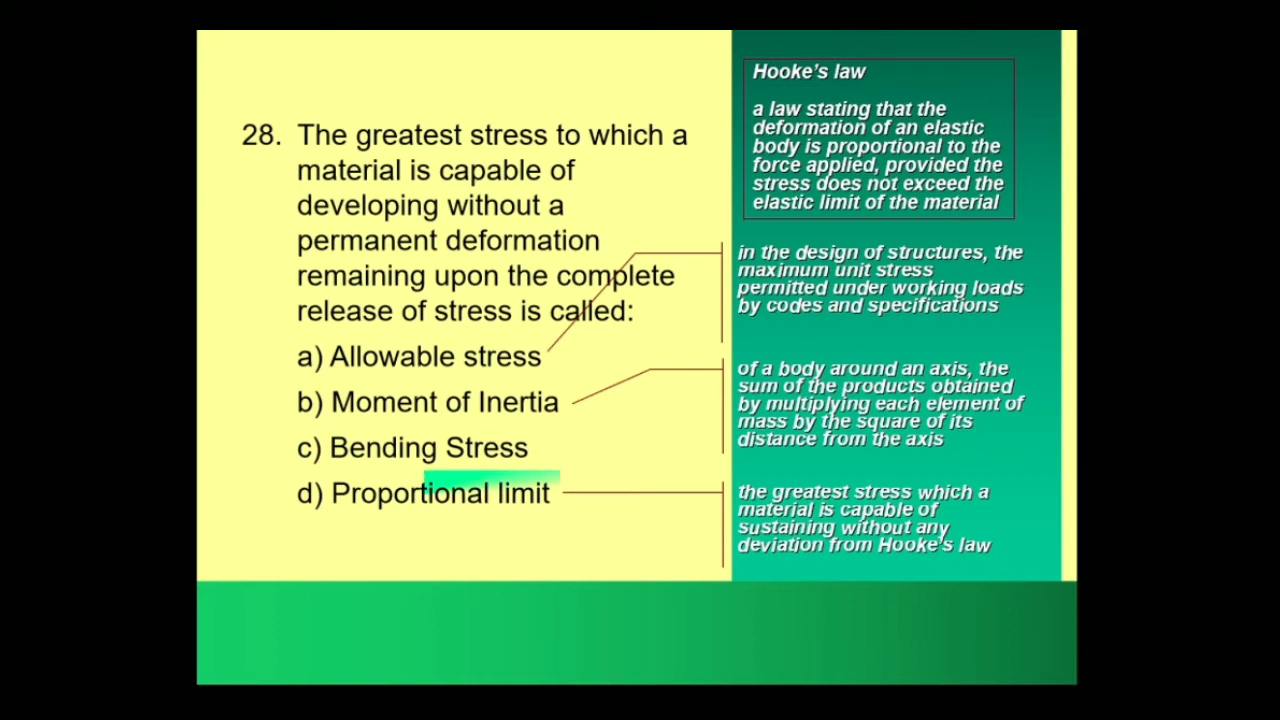 28. The greatest stress to which a
material is capable of
developing without a
permanent deformation
remaining upon the complete
release of stress is called:
a) Allowable stress
b) Moment of Inertia
c) Bending Stress
d) Proportional limit
Hooke's law
a law stating that the
deformation of an elastic
body is proportional to the
force applied, provided the
stress does not exceed the
elastic limit of the material
in the design of structures, the
maximum unit stress
permitted under working loads
by codes and specifications
of a body around an axis, the
sum of the products obtained
by multiplying each element of
mass by the square of its
distance from the axis
the greatest stress which a
material is capable of
sustaining without any
deviation from Hooke's law